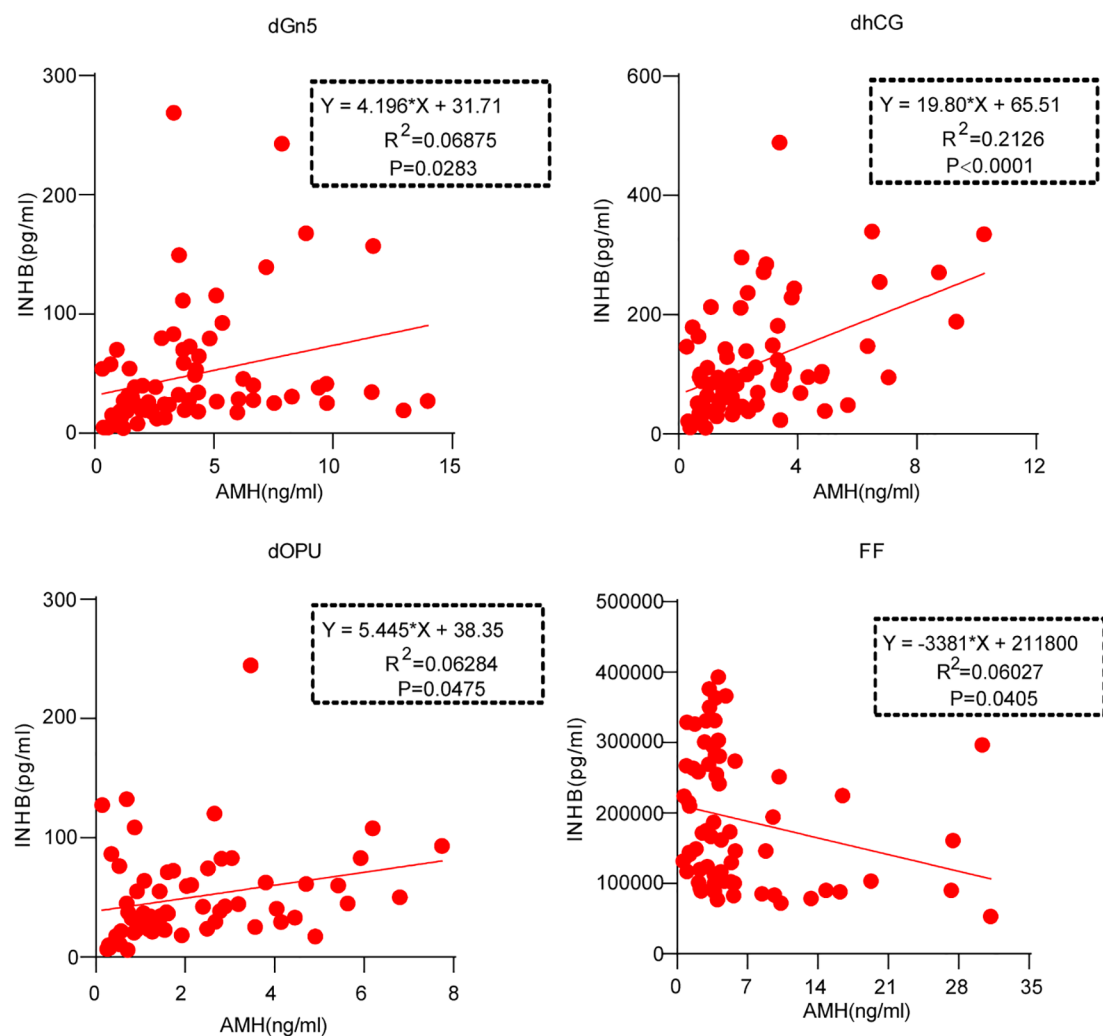 dGn5
300
200
100
0
INHB(pg/ml)
Y = 4.196*X + 31.71
R²=0.06875
P=0.0283
0 5 10 15
AMH(ng/ml)
dhCG
600
400
200
0
INHB(pg/ml)
Y = 19.80*X + 65.51
R²=0.2126
P<0.0001
0 4 8 12
AMH(ng/ml)
dOPU
300
200
100
0
INHB(pg/ml)
Y = 5.445*X + 38.35
R²=0.06284
P=0.0475
0 2 4 6 8
AMH(ng/ml)
FF
500000
400000
300000
200000
100000
0
INHB(pg/ml)
Y = -3381*X + 211800
R²=0.06027
P=0.0405
0 7 14 21 28 35
AMH(ng/ml)